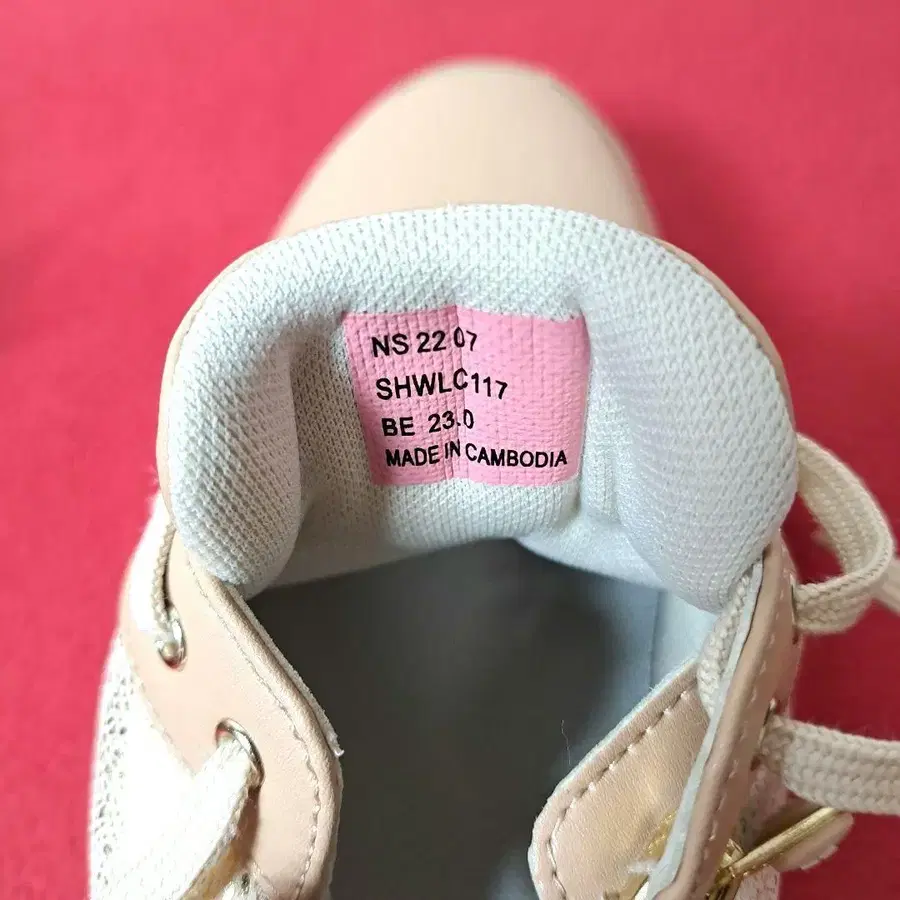 NS 22 07
SHWLC117
BE 23.0
MADE IN CAMBODIA